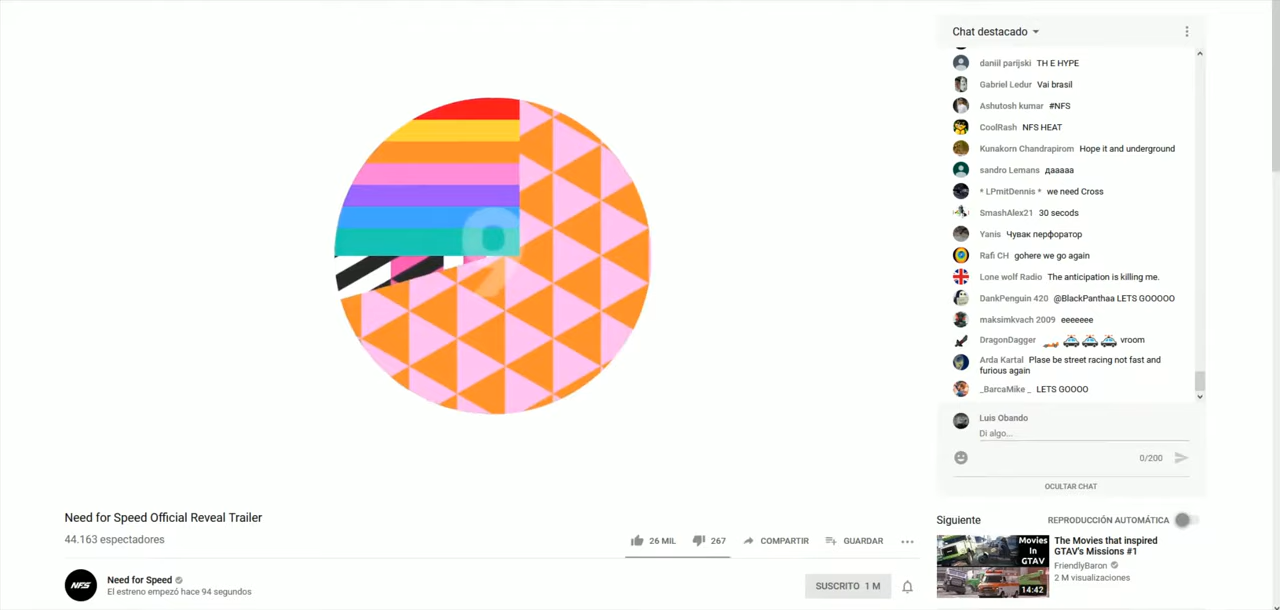 Chat destacado
daniil parijski TH E HYPE
Gabriel Ledur Vai brasil
Ashutosh kumar #NFS
CoolRash NFS HEAT
Kunakorn Chandrapirom Hope it and underground
sandro Lemans даaaaa
* LPmitDennis * we need Cross
SmashAlex21 30 secods
Yanis Чувак перфоратор
Rafi CH gohere we go again
Lone wolf Radio The anticipation is killing me.
DankPenguin 420 @BlackPanthaa LETS GOOOOO
maksimkvach 2009 eeeeeee
DragonDagger vroom
Arda Kartal Plase be street racing not fast and
furious again
_BarcaMike _ LETS GOOOO
Luis Obando
Di algo...
0/200
OCULTAR CHAT
Need for Speed Official Reveal Trailer
44.163 espectadores
26 MIL 267 COMPARTIR GUARDAR
NFS
Need for Speed
El estreno empezó hace 94 segundos
SUSCRITO 1 M
Siguiente REPRODUCCIÓN AUTOMÁTICA
Movies
In
GTAV
14:42
The Movies that inspired
GTAV's Missions #1
FriendlyBaron
2 M visualizaciones